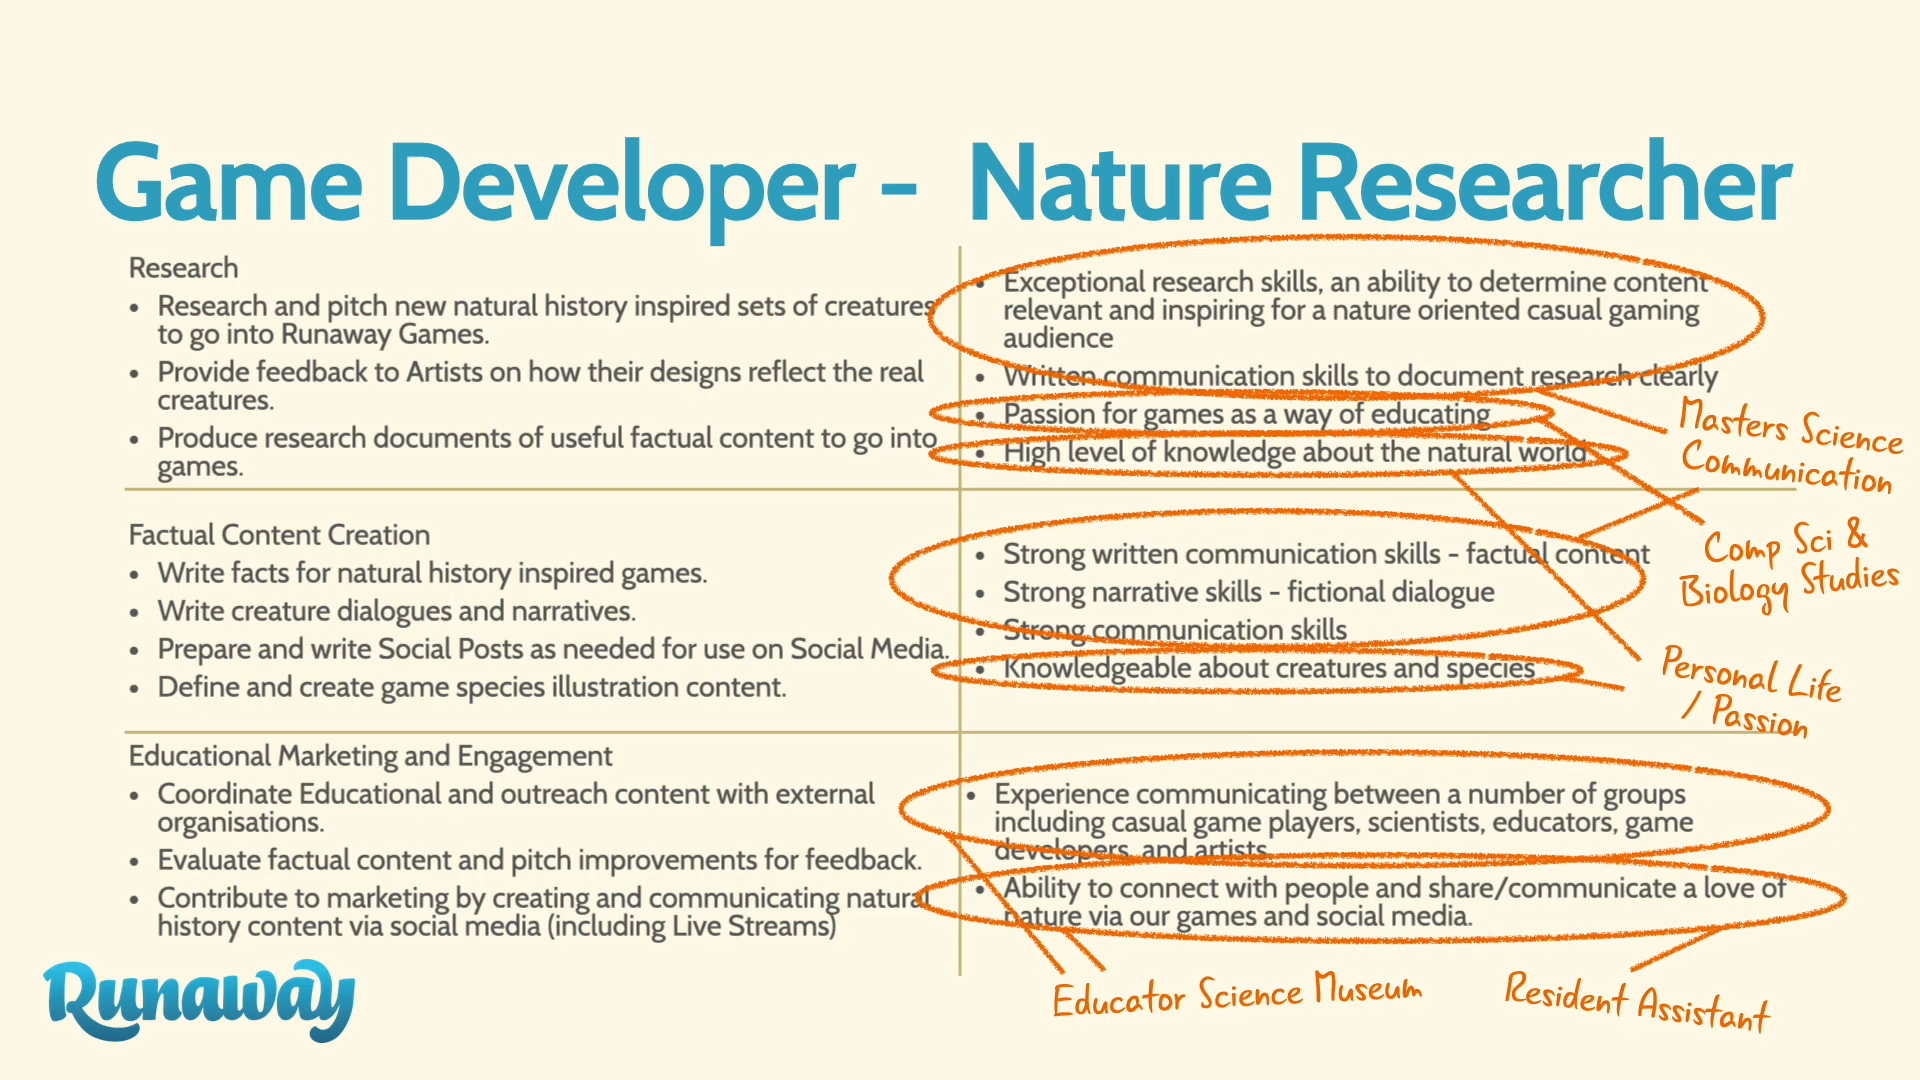 Game Developer - Nature Researcher
Research
• Research and pitch new natural history inspired sets of creatures
to go into Runaway Games.
• Provide feedback to Artists on how their designs reflect the real
creatures.
• Produce research documents of useful factual content to go into
games.
• Exceptional research skills, an ability to determine content
relevant and inspiring for a nature oriented casual gaming
audience
• Written communication skills to document research clearly
• Passion for games as a way of educating
• High level of knowledge about the natural world
Masters Science
Communication
Factual Content Creation
• Write facts for natural history inspired games.
• Write creature dialogues and narratives.
• Prepare and write Social Posts as needed for use on Social Media.
• Define and create game species illustration content.
• Strong written communication skills - factual content
• Strong narrative skills - fictional dialogue
• Strong communication skills
• Knowledgeable about creatures and species
Comp Sci &
Biology Studies
Personal Life
/ Passion
Educational Marketing and Engagement
• Coordinate Educational and outreach content with external
organisations.
• Evaluate factual content and pitch improvements for feedback.
• Contribute to marketing by creating and communicating natural
history content via social media (including Live Streams)
• Experience communicating between a number of groups
including casual game players, scientists, educators, game
developers, and artists.
• Ability to connect with people and share/communicate a love of
nature via our games and social media.
Educator Science Museum
Resident Assistant
Runaway